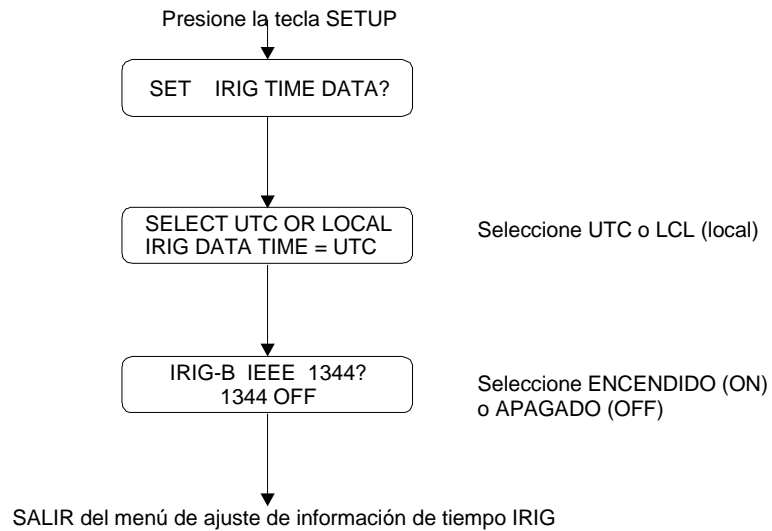 Presione la tecla SETUP
SET IRIG TIME DATA?
SELECT UTC OR LOCAL
IRIG DATA TIME = UTC
Seleccione UTC o LCL (local)
IRIG-B IEEE 1344?
1344 OFF
Seleccione ENCENDIDO (ON)
o APAGADO (OFF)
SALIR del menú de ajuste de información de tiempo IRIG